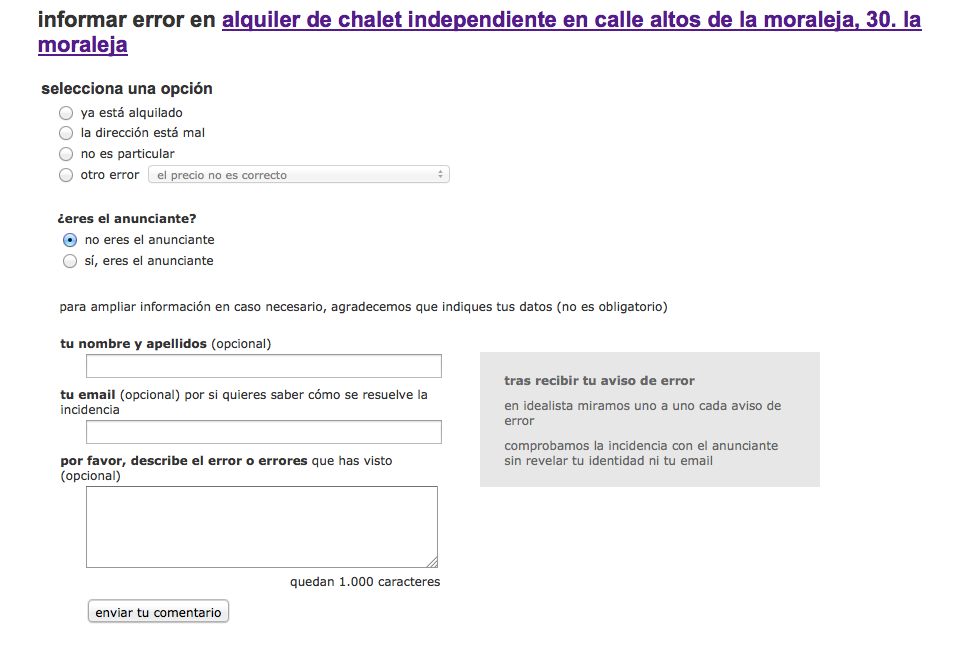 informar error en alquiler de chalet independiente en calle altos de la moraleja, 30. la
moraleja
selecciona una opción
ya está alquilado
la dirección está mal
no es particular
otro error el precio no es correcto
¿eres el anunciante?
no eres el anunciante
sí, eres el anunciante
para ampliar información en caso necesario, agradecemos que indiques tus datos (no es obligatorio)
tu nombre y apellidos (opcional)
tu email (opcional) por si quieres saber cómo se resuelve la
incidencia
por favor, describe el error o errores que has visto
(opcional)
quedan 1.000 caracteres
enviar tu comentario
tras recibir tu aviso de error
en idealista miramos uno a uno cada aviso de
error
comprobamos la incidencia con el anunciante
sin revelar tu identidad ni tu email